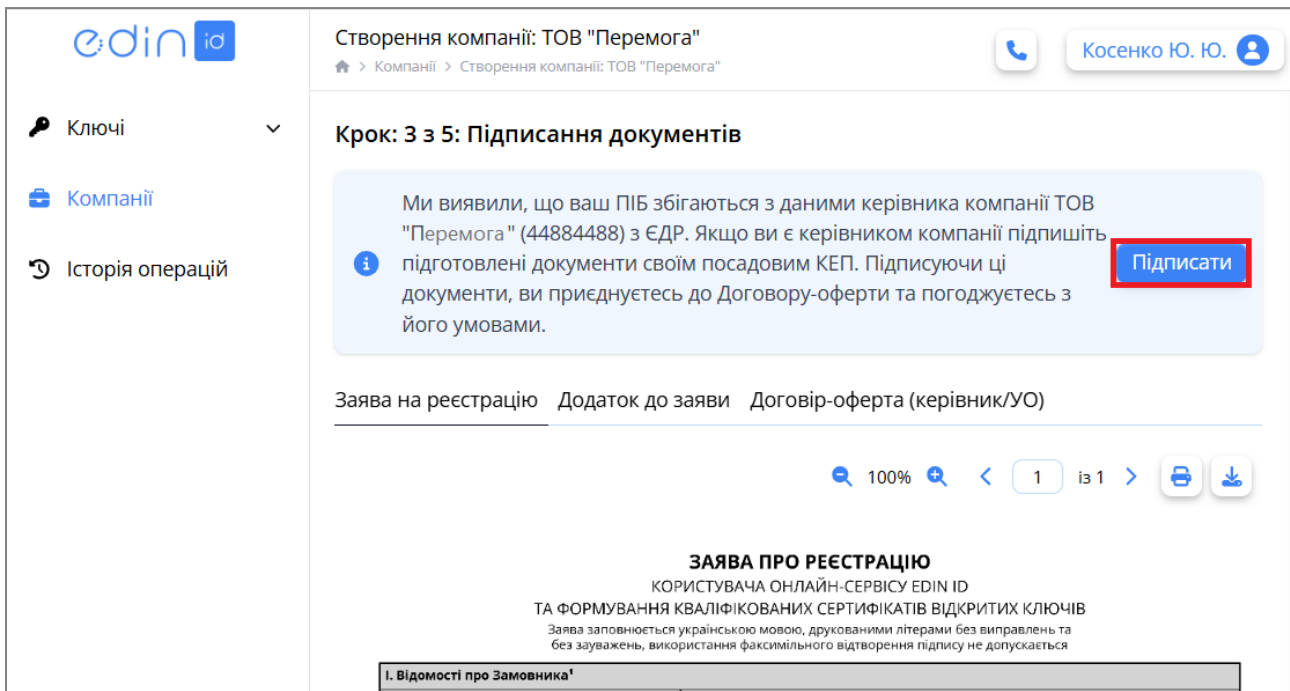 edin id
Створення компанії: ТОВ "Перемога"
Компанії > Створення компанії: ТОВ "Перемога"
Косенко Ю. Ю.
Ключі
Компанії
Історія операцій
Крок: 3 з 5: Підписання документів
Ми виявили, що ваш ПІБ збігаються з даними керівника компанії ТОВ
"Перемога" (44884488) з ЄДР. Якщо ви є керівником компанії підпишіть
підготовлені документи своїм посадовим КЕП. Підписуючи ці
документи, ви приєднуєтесь до Договору-оферти та погоджуєтесь з
його умовами.
Підписати
Заява на реєстрацію Додаток до заяви Договір-оферта (керівник/УО)
100% 1 із 1
ЗАЯВА ПРО РЕЄСТРАЦІЮ
КОРИСТУВАЧА ОНЛАЙН-СЕРВІСУ EDIN ID
ТА ФОРМУВАННЯ КВАЛІФІКОВАНИХ СЕРТИФІКАТІВ ВІДКРИТИХ КЛЮЧІВ
Заява заповнюється українською мовою, друкованими літерами без виправлень та
без зауважень, використання факсимільного відтворення підпису не допускається
I. Відомості про Замовника¹